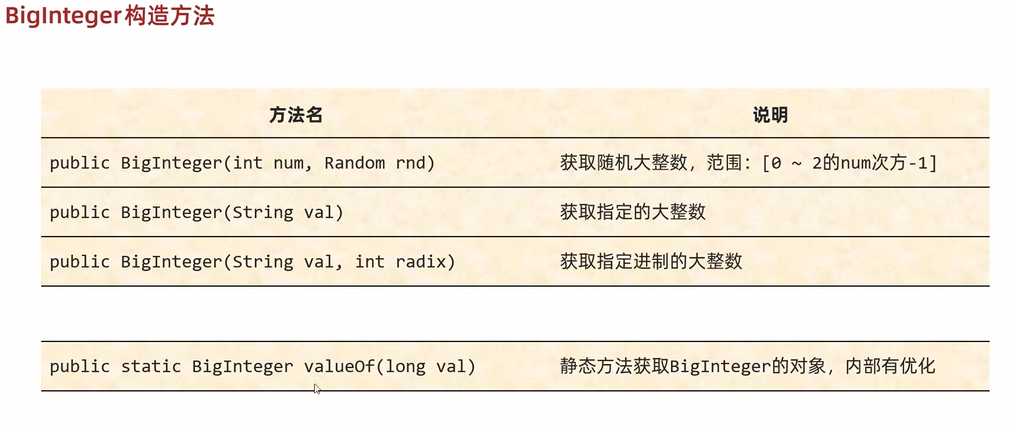 BigInteger构造方法
方法名 说明
public BigInteger(int num, Random rnd) 获取随机大整数，范围：[0 ~ 2的num次方-1]
public BigInteger(String val) 获取指定的大整数
public BigInteger(String val, int radix) 获取指定进制的大整数
public static BigInteger valueOf(long val) 静态方法获取BigInteger的对象，内部有优化